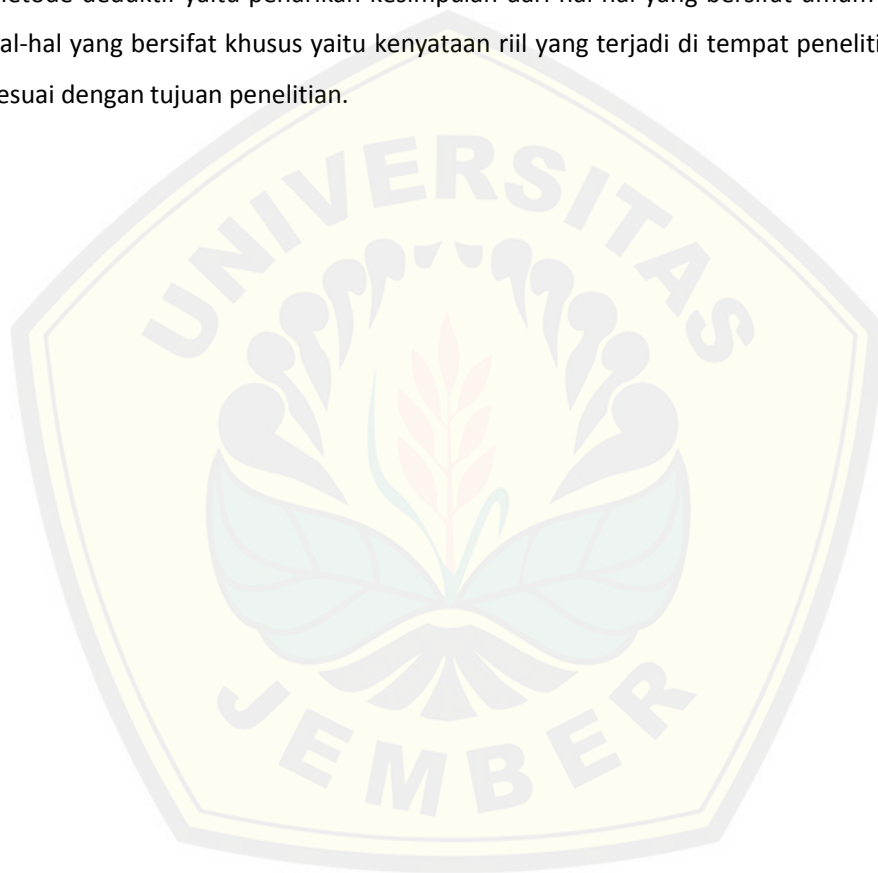 metode deduktif yaitu penarikan kesimpulan dari hal-hal yang bersifat umum
al-hal yang bersifat khusus yaitu kenyataan riil yang terjadi di tempat peneliti
esuai dengan tujuan penelitian.
UNIVERSITAS
JEMBER